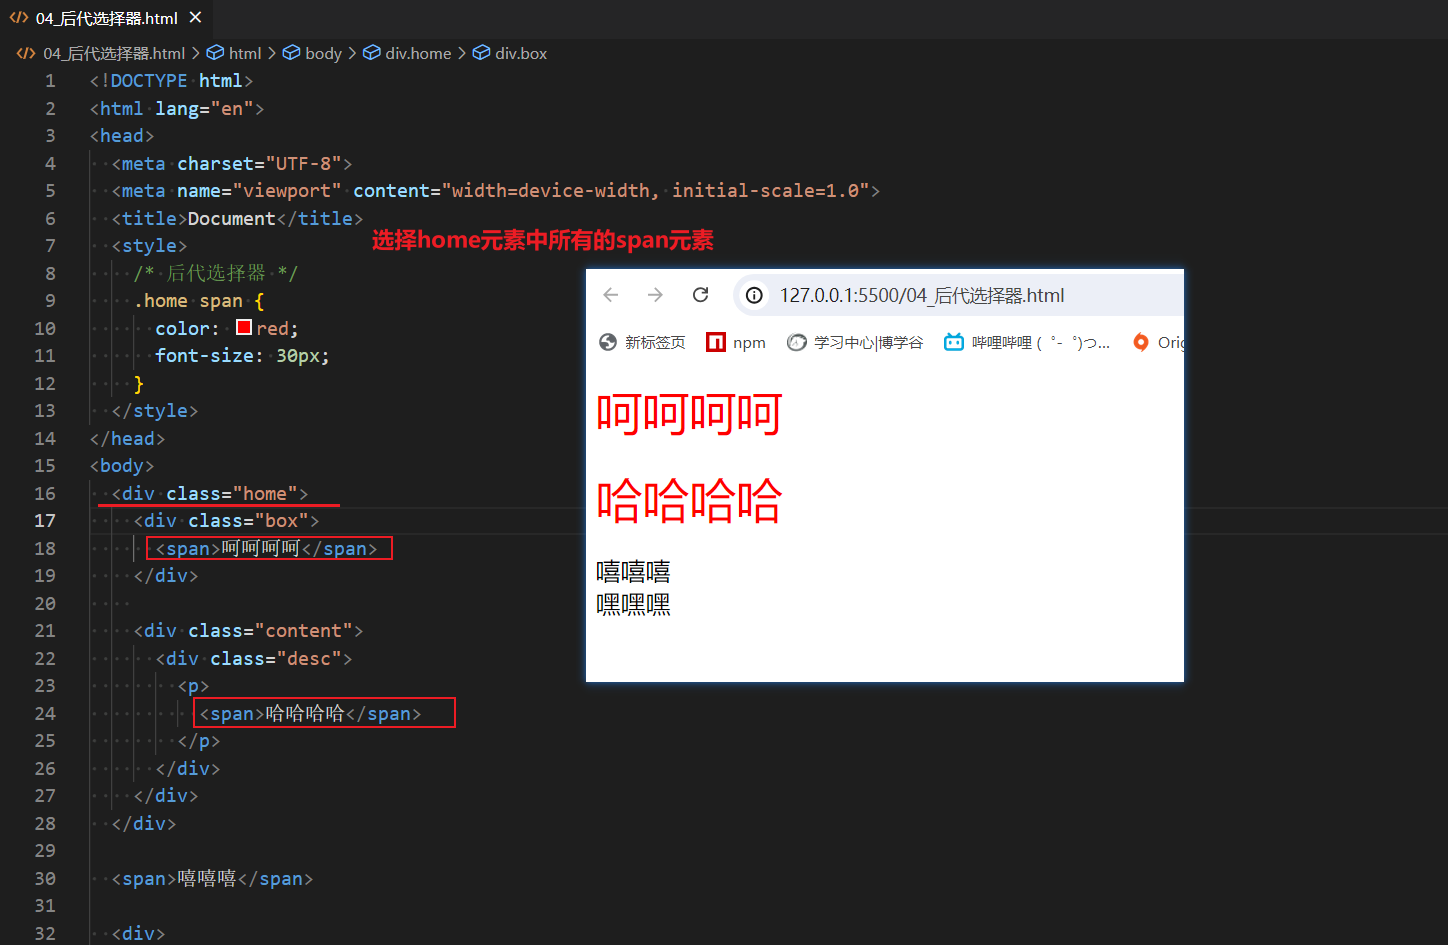 04_后代选择器.html
04_后代选择器.html > html > body > div.home > div.box
1 <!DOCTYPE html>
2 <html lang="en">
3 <head>
4 <meta charset="UTF-8">
5 <meta name="viewport" content="width=device-width, initial-scale=1.0">
6 <title>Document</title>
7 <style>
选择home元素中所有的span元素
8 /* 后代选择器 */
9 .home span {
10 color: red;
11 font-size: 30px;
12 }
13 </style>
14 </head>
15 <body>
16 <div class="home">
17 <div class="box">
18 <span>呵呵呵呵</span>
19 </div>
20
21 <div class="content">
22 <div class="desc">
23 <p>
24 <span>哈哈哈哈</span>
25 </p>
26 </div>
27 </div>
28 </div>
29
30 <span>嘻嘻嘻</span>
31
32 <div>
127.0.0.1:5500/04_后代选择器.html
新标签页 npm 学习中心|博学谷 哔哩哔哩 (゜-゜)つ... Orig
呵呵呵呵
哈哈哈哈
嘻嘻嘻
嘿嘿嘿